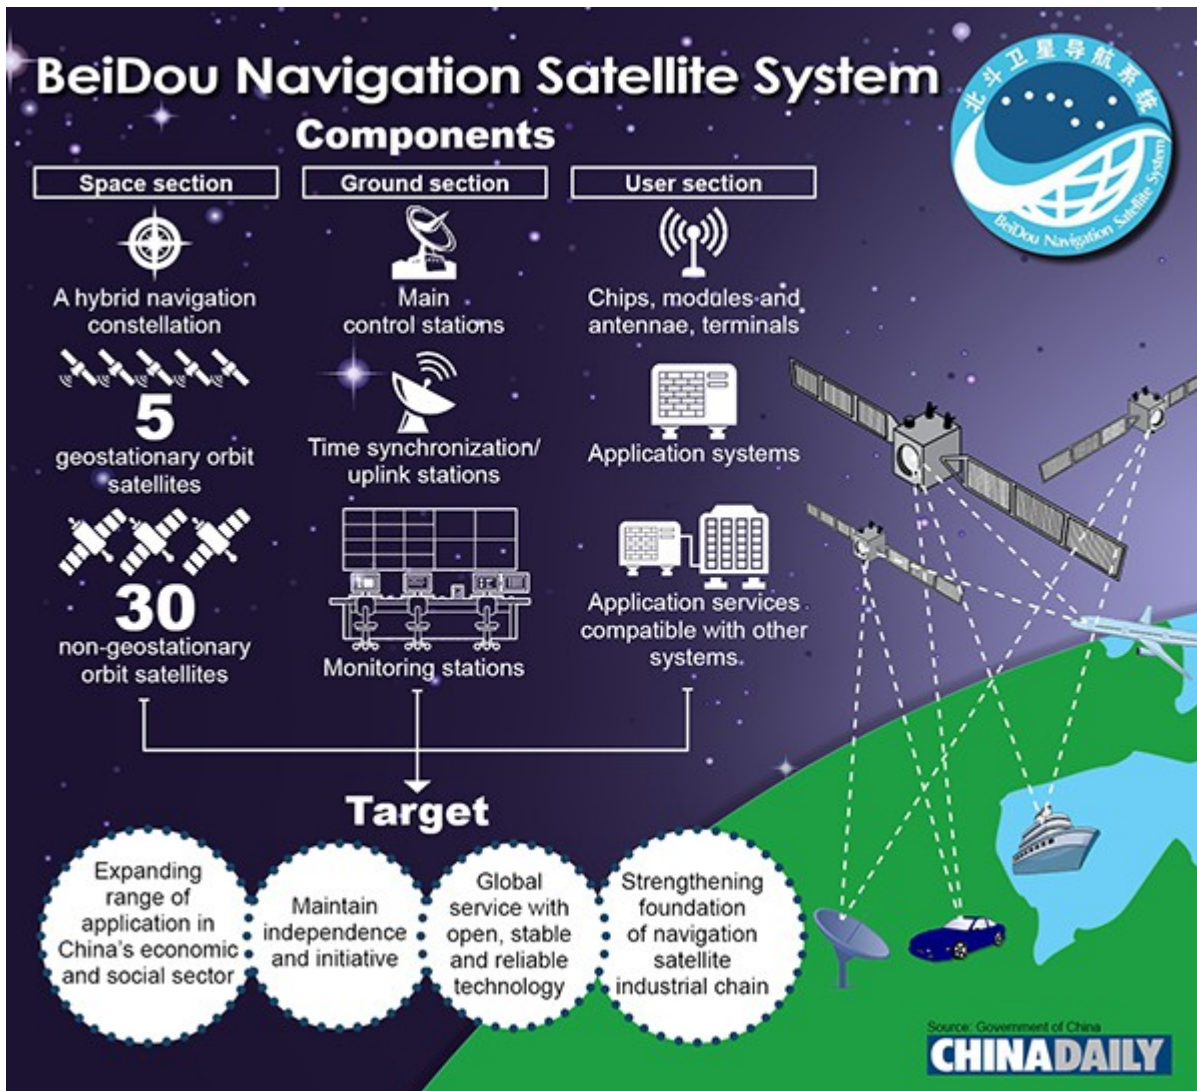 BeiDou Navigation Satellite System
北斗卫星导航系统
BeiDou Navigation Satellite System
Components
Space section
A hybrid navigation
constellation
5
geostationary orbit
satellites
30
non-geostationary
orbit satellites
Ground section
Main
control stations
Time synchronization/
uplink stations
Monitoring stations
User section
Chips, modules and
antennae, terminals
Application systems
Application services
compatible with other
systems.
Target
Expanding
range of
application in
China's economic
and social sector
Maintain
independence
and initiative
Global
service with
open, stable
and reliable
technology
Strengthening
foundation
of navigation
satellite
industrial chain
Source: Government of China
CHINADAILY